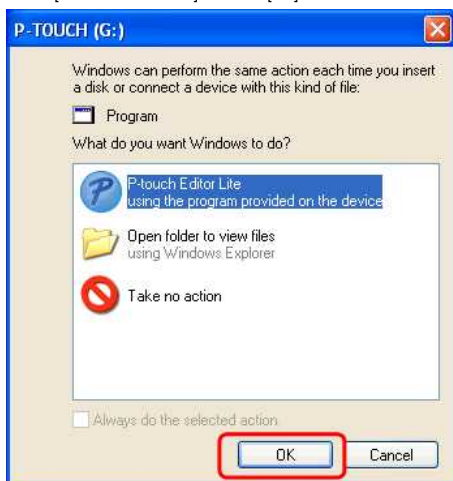 P-TOUCH (G:)
Windows can perform the same action each time you insert
a disk or connect a device with this kind of file:
Program
What do you want Windows to do?
P-touch Editor Lite
using the program provided on the device
Open folder to view files
using Windows Explorer
Take no action
Always do the selected action.
OK Cancel